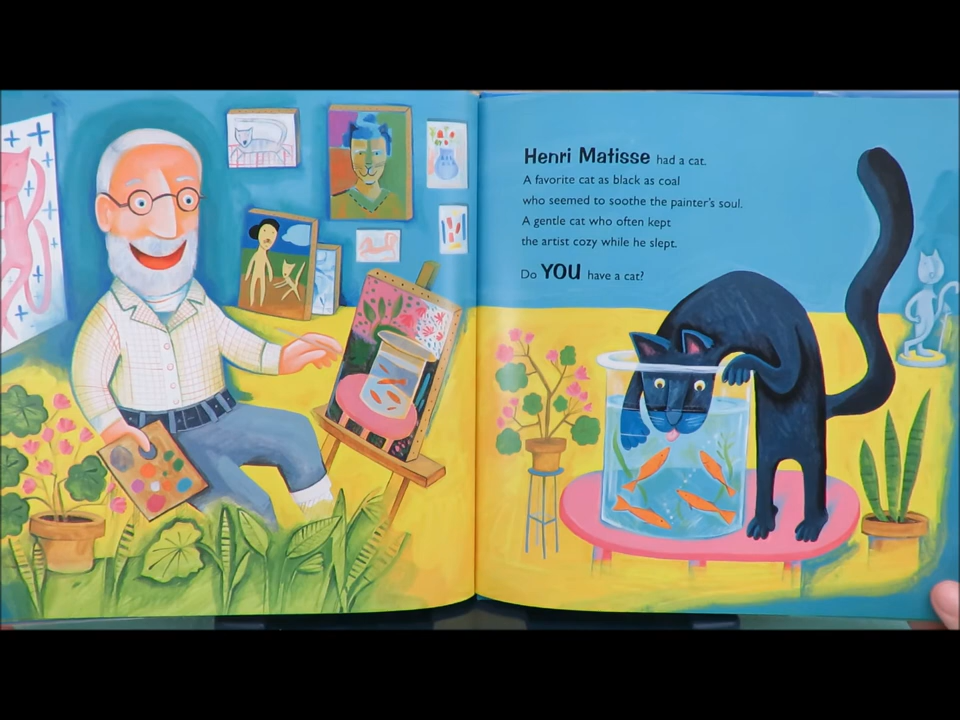 Henri Matisse had a cat.
A favorite cat as black as coal
who seemed to soothe the painter's soul.
A gentle cat who often kept
the artist cozy while he slept.
Do YOU have a cat?